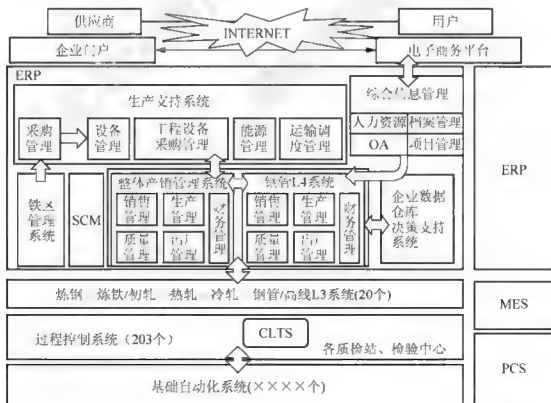 供应商
用户
INTERNET
企业门户
电子商务平台
ERP
生产支持系统
综合信息管理
采购
管理
设备
管理
工程设备
采购管理
能源
管理
运输调
度管理
人力资源
档案管理
OA
项目管理
ERP
铁区
管理
系统
SCM
整体产销管理系统
钢管L4系统
销售
管理
生产
管理
质量
管理
管理
财务管理
销售
管理
生产
管理
质量
管理
管理
财务管理
企业数据
仓库
决策支持
系统
炼钢 炼铁/初轧 热轧 冷轧 钢管/高线L3系统(20个)
MES
过程控制系统(203个)
CLTS
各质检站、检验中心
PCS
基础自动化系统(××××个)